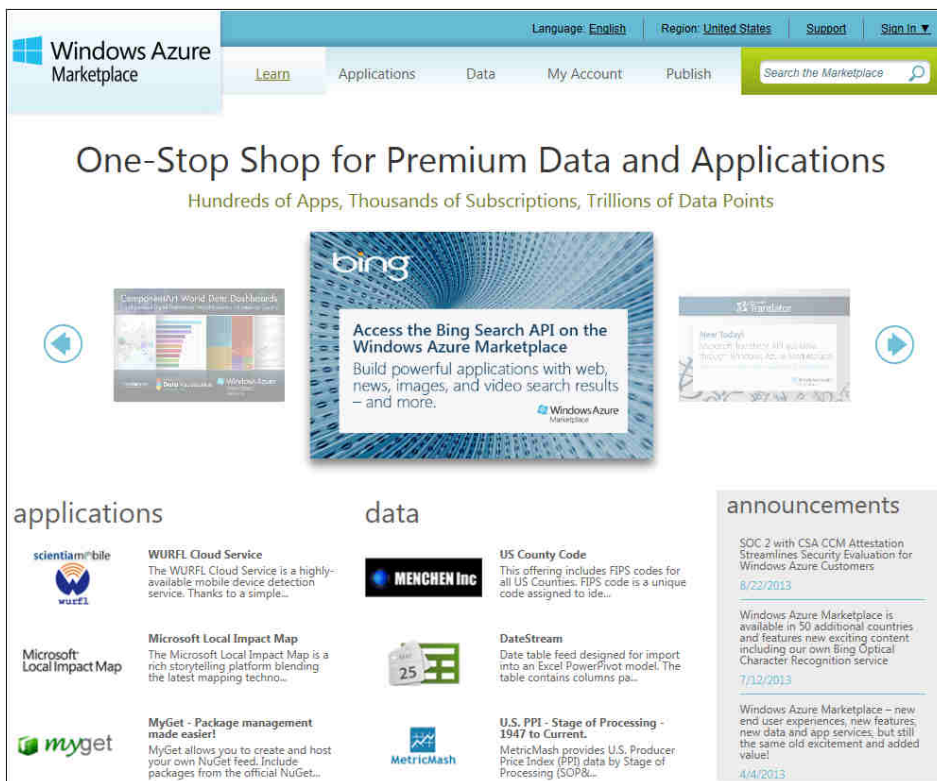 Language: English
Region: United States
Support
Sign In ▼
Windows Azure
Marketplace
Learn
Applications
Data
My Account
Publish
Search the Marketplace
One-Stop Shop for Premium Data and Applications
Hundreds of Apps, Thousands of Subscriptions, Trillions of Data Points
ComponentArt World Data Dashboards
Windows Azure
bing
Access the Bing Search API on the
Windows Azure Marketplace
Build powerful applications with web,
news, images, and video search results
– and more.
Windows Azure
Marketplace
Translator
New Today!
Microsoft Translator API available
through Windows Azure Marketplace
applications
scientiamobile
wurfl
WURFL Cloud Service
The WURFL Cloud Service is a highly-
available mobile device detection
service. Thanks to a simple...
Microsoft
Local Impact Map
Microsoft Local Impact Map
The Microsoft Local Impact Map is a
rich storytelling platform blending
the latest mapping techno...
myget
MyGet - Package management
made easier!
MyGet allows you to create and host
your own NuGet feed. Include
packages from the official NuGet...
data
MENCHEN Inc
US County Code
This offering includes FIPS codes for
all US Counties. FIPS code is a unique
code assigned to ide...
25
DateStream
Date table feed designed for import
into an Excel PowerPivot model. The
table contains columns pa...
MetricMash
U.S. PPI - Stage of Processing -
1947 to Current.
MetricMash provides U.S. Producer
Price Index (PPI) data by Stage of
Processing (SOP&...
announcements
SOC 2 with CSA CCM Attestation
Streamlines Security Evaluation for
Windows Azure Customers
8/22/2013
Windows Azure Marketplace is
available in 50 additional countries
and features new exciting content
including our own Bing Optical
Character Recognition service
7/12/2013
Windows Azure Marketplace – new
end user experiences, new features,
new data and app services, but still
the same old excitement and added
value!
4/4/2013